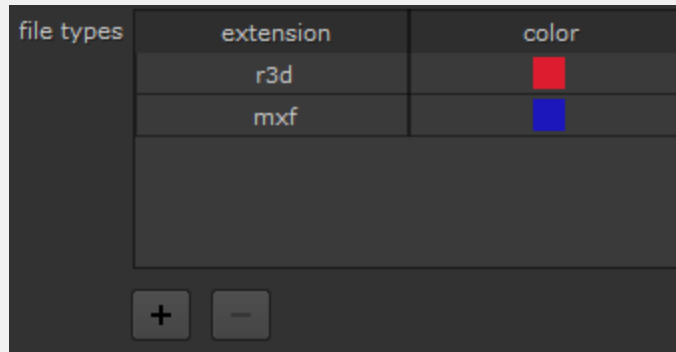 file types extension color
r3d
mxf
+ −